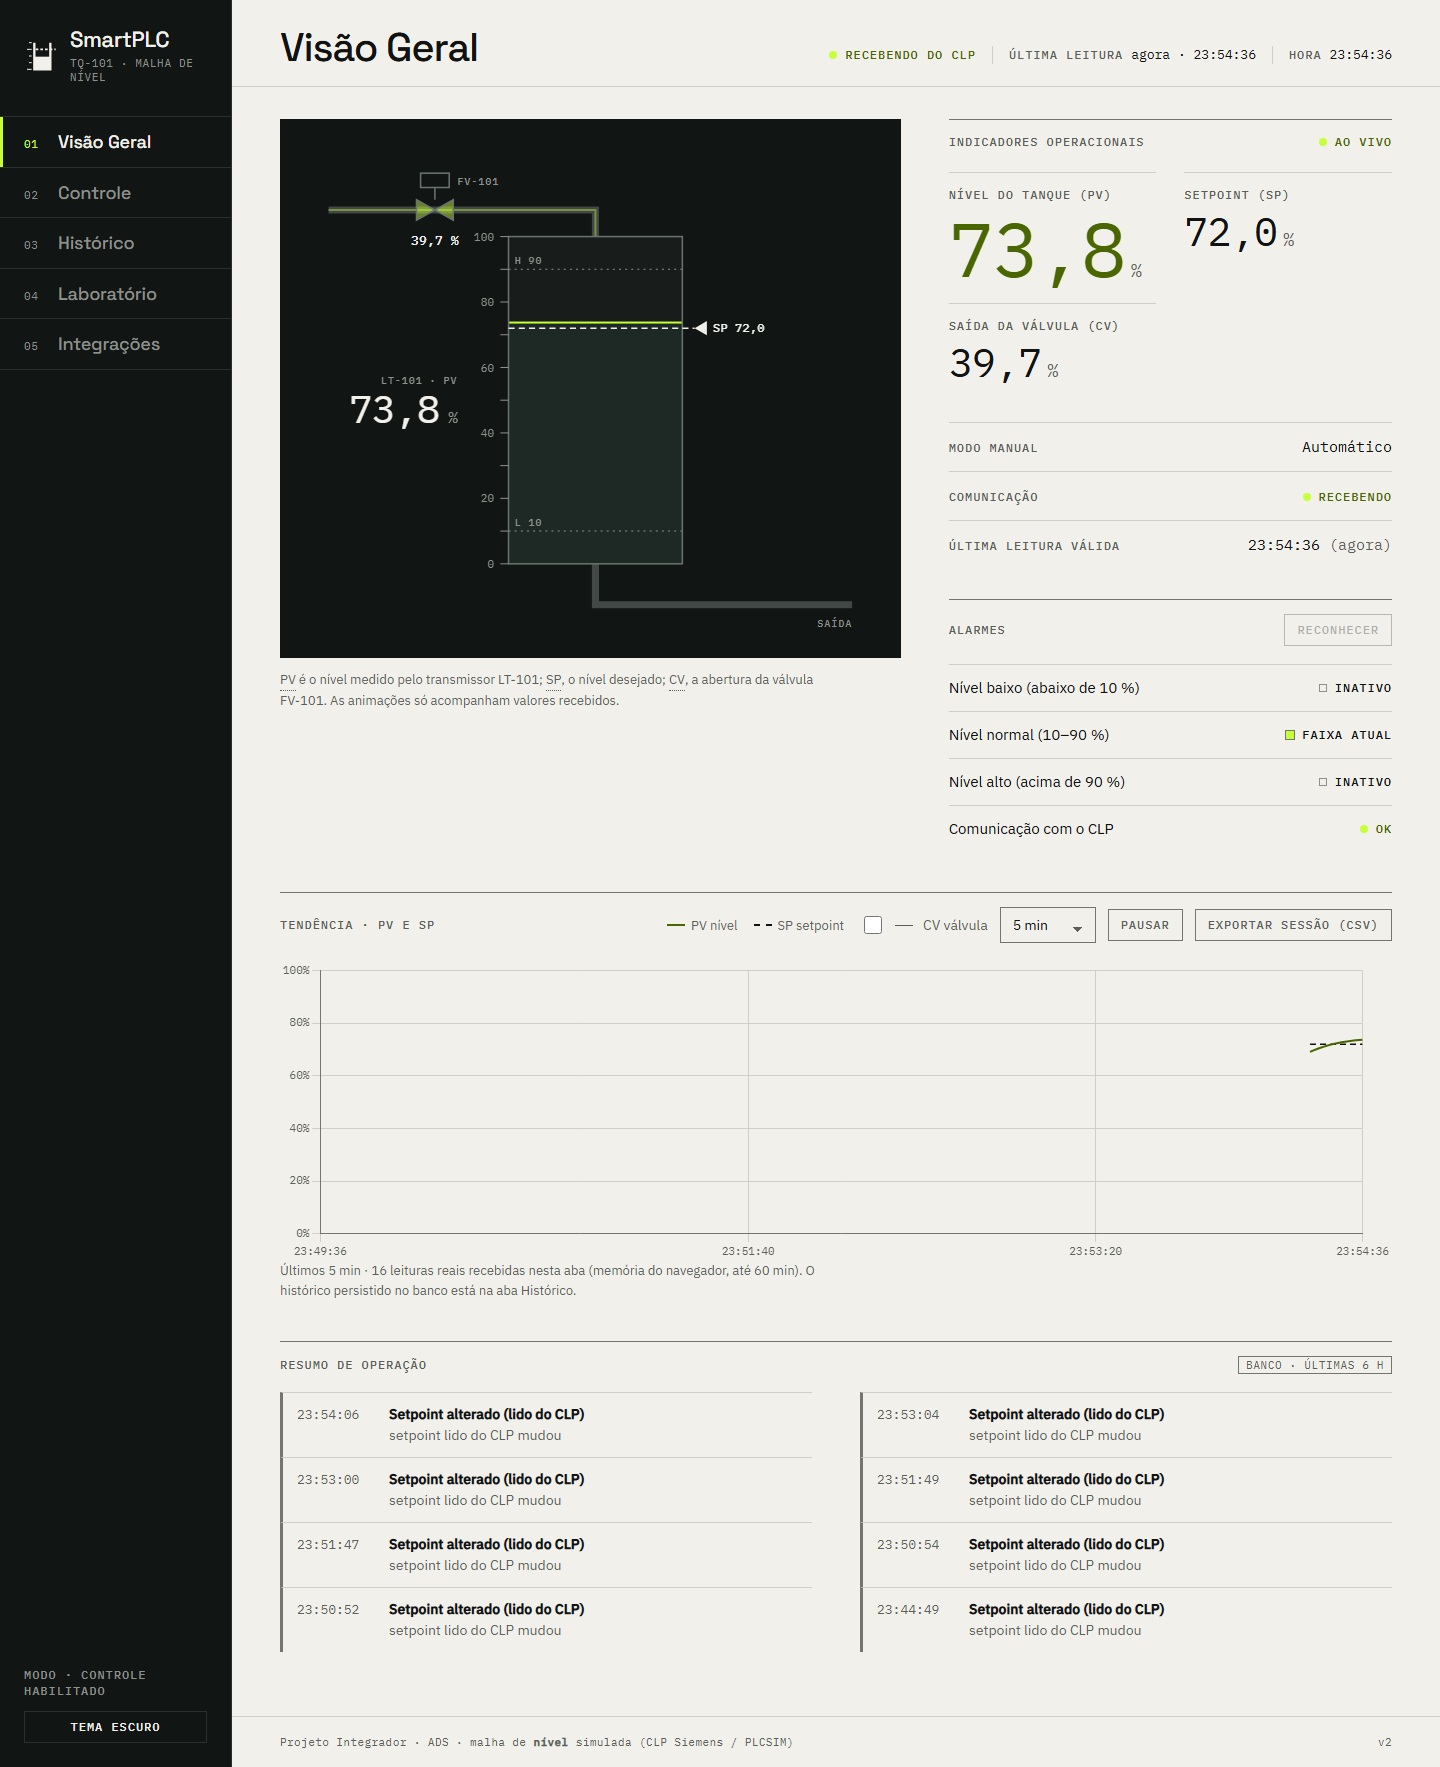 SmartPLC
TQ-101 · MALHA DE
NÍVEL
01 Visão Geral
02 Controle
03 Histórico
04 Laboratório
05 Integrações
MODO · CONTROLE
HABILITADO
TEMA ESCURO
Visão Geral
RECEBENDO DO CLP
ÚLTIMA LEITURA agora · 23:54:36
HORA 23:54:36
FV-101
39,7 %
100
H 90
80
SP 72,0
60
LT-101 · PV
73,8 %
40
20
L 10
0
SAÍDA
PV é o nível medido pelo transmissor LT-101; SP, o nível desejado; CV, a abertura da válvula
FV-101. As animações só acompanham valores recebidos.
INDICADORES OPERACIONAIS
AO VIVO
NÍVEL DO TANQUE (PV)
73,8 %
SETPOINT (SP)
72,0 %
SAÍDA DA VÁLVULA (CV)
39,7 %
MODO MANUAL Automático
COMUNICAÇÃO RECEBENDO
ÚLTIMA LEITURA VÁLIDA 23:54:36 (agora)
ALARMES
RECONHECER
Nível baixo (abaixo de 10 %) INATIVO
Nível normal (10–90 %) FAIXA ATUAL
Nível alto (acima de 90 %) INATIVO
Comunicação com o CLP OK
TENDÊNCIA · PV E SP
PV nível
SP setpoint
CV válvula
5 min
PAUSAR
EXPORTAR SESSÃO (CSV)
100%
80%
60%
40%
20%
0%
23:49:36 23:51:40 23:53:20 23:54:36
Últimos 5 min · 16 leituras reais recebidas nesta aba (memória do navegador, até 60 min). O
histórico persistido no banco está na aba Histórico.
RESUMO DE OPERAÇÃO
BANCO · ÚLTIMAS 6 H
23:54:06 Setpoint alterado (lido do CLP)
setpoint lido do CLP mudou
23:53:04 Setpoint alterado (lido do CLP)
setpoint lido do CLP mudou
23:53:00 Setpoint alterado (lido do CLP)
setpoint lido do CLP mudou
23:51:49 Setpoint alterado (lido do CLP)
setpoint lido do CLP mudou
23:51:47 Setpoint alterado (lido do CLP)
setpoint lido do CLP mudou
23:50:54 Setpoint alterado (lido do CLP)
setpoint lido do CLP mudou
23:50:52 Setpoint alterado (lido do CLP)
setpoint lido do CLP mudou
23:44:49 Setpoint alterado (lido do CLP)
setpoint lido do CLP mudou
Projeto Integrador · ADS · malha de nível simulada (CLP Siemens / PLCSIM)
v2